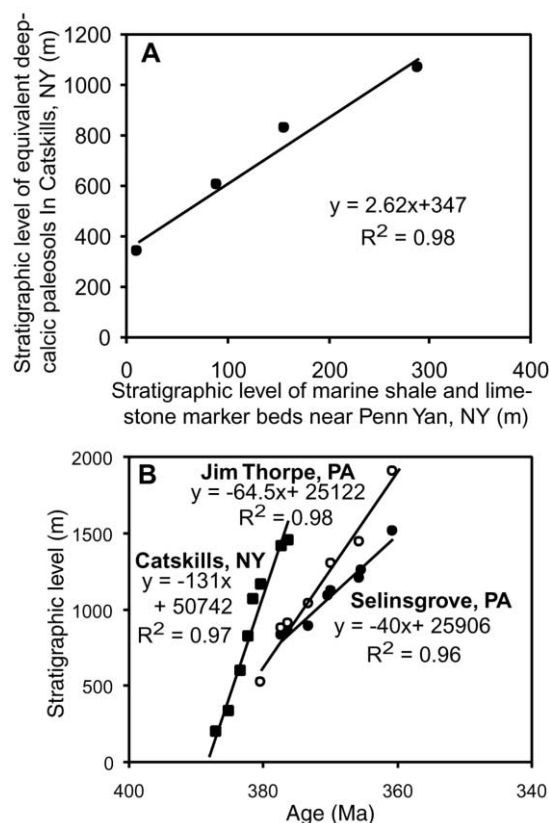 A
Stratigraphic level of equivalent deep-
calcic paleosols In Catskills, NY (m)
1200
1000
800
600
400
200
0
y = 2.62x+347
R2 = 0.98
0 100 200 300 400
Stratigraphic level of marine shale and lime-
stone marker beds near Penn Yan, NY (m)
B
Stratigraphic level (m)
2000
1500
1000
500
0
Jim Thorpe, PA
y = -64.5x+ 25122
R2 = 0.98
Catskills, NY
y = -131x
+ 50742
R2 = 0.97
Selinsgrove, PA
y = -40x+ 25906
R2 = 0.96
400 380 360 340
Age (Ma)